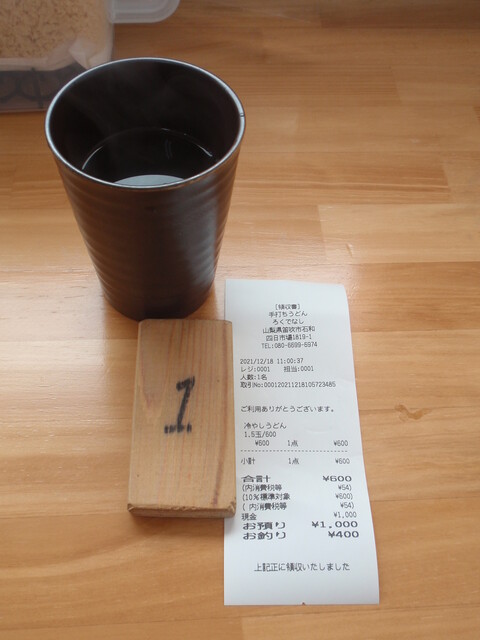 1
[領収書]
手打ちうどん
ろくでなし
山梨県笛吹市石和
四日市場1819-1
TEL:080-6699-6974
2021/12/18 11:00:37
レジ:0001 担当:0001
人数:1名
取引No:0001202112181057234​85
ご利用ありがとうございます。
冷やしうどん
1.5玉/600
¥600 1点 ¥600
小計 1点 ¥600
合計 ¥600
(内消費税等 ¥54)
(10%標準対象 ¥600)
( 内消費税等 ¥54)
現金 ¥1,000
お預り ¥1,000
お釣り ¥400
上記正に領収いたしました